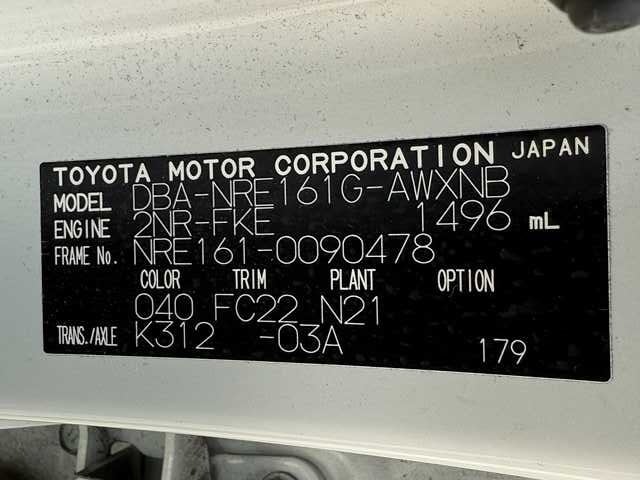 TOYOTA MOTOR CORPORATION JAPAN
MODEL DBA-NRE161G-AWXNB
ENGINE 2NR-FKE 1496 mL
FRAME No. NRE161-0090478
COLOR TRIM PLANT OPTION
040 FC22 N21
TRANS./AXLE K312 -03A
179